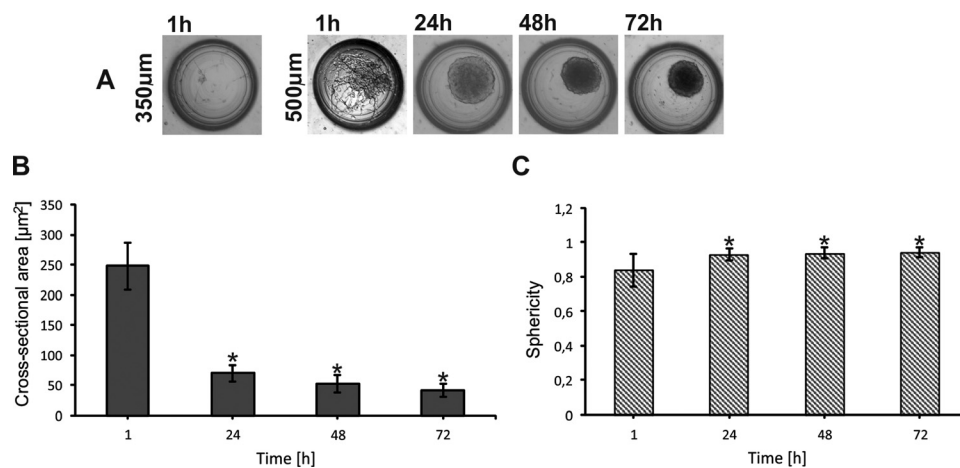 A
350µm
1h
500µm
1h
24h
48h
72h
B
Cross-sectional area [µm²]
350
300
250
200
150
100
50
0
*
*
*
1
24
48
72
Time [h]
C
Sphericity
1,2
1
0,8
0,6
0,4
0,2
0
*
*
*
1
24
48
72
Time [h]